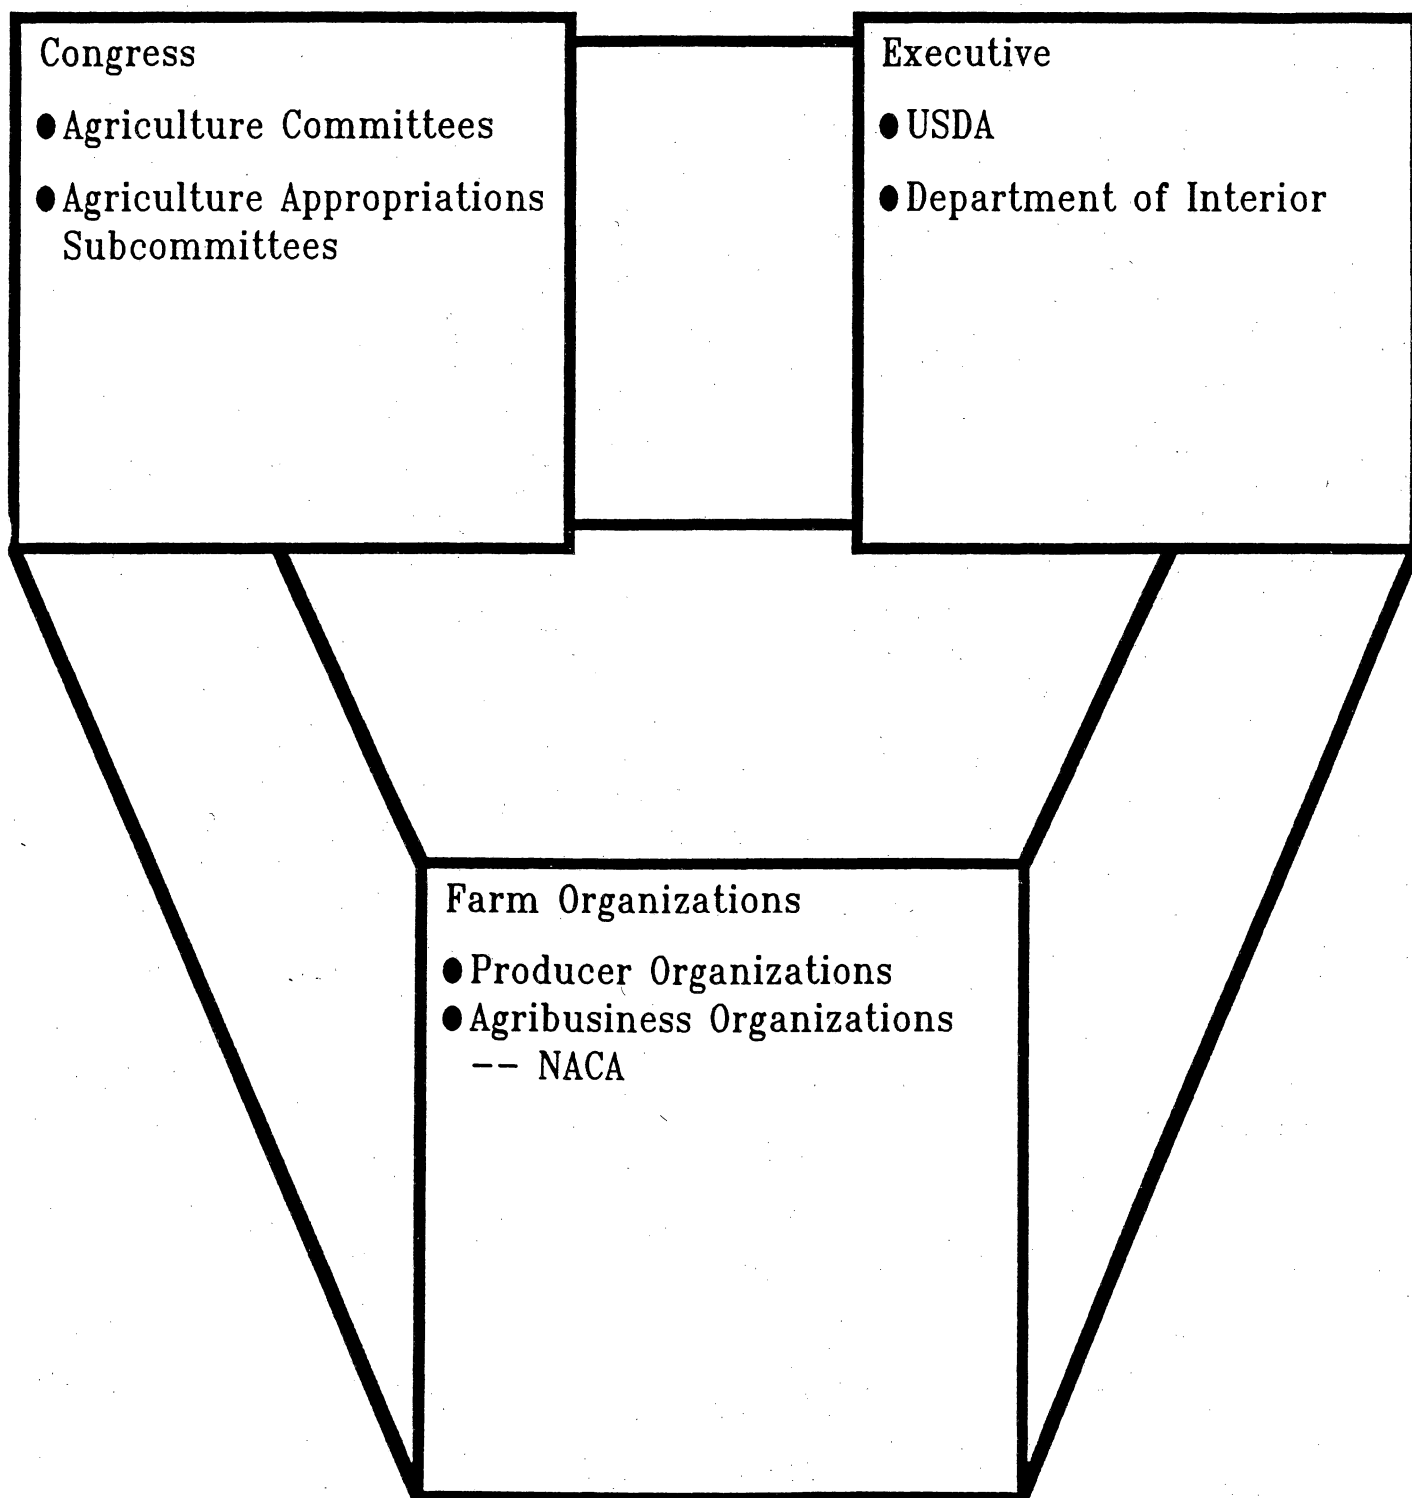 Congress
● Agriculture Committees
● Agriculture Appropriations
Subcommittees
Executive
● USDA
● Department of Interior
Farm Organizations
● Producer Organizations
● Agribusiness Organizations
-- NACA